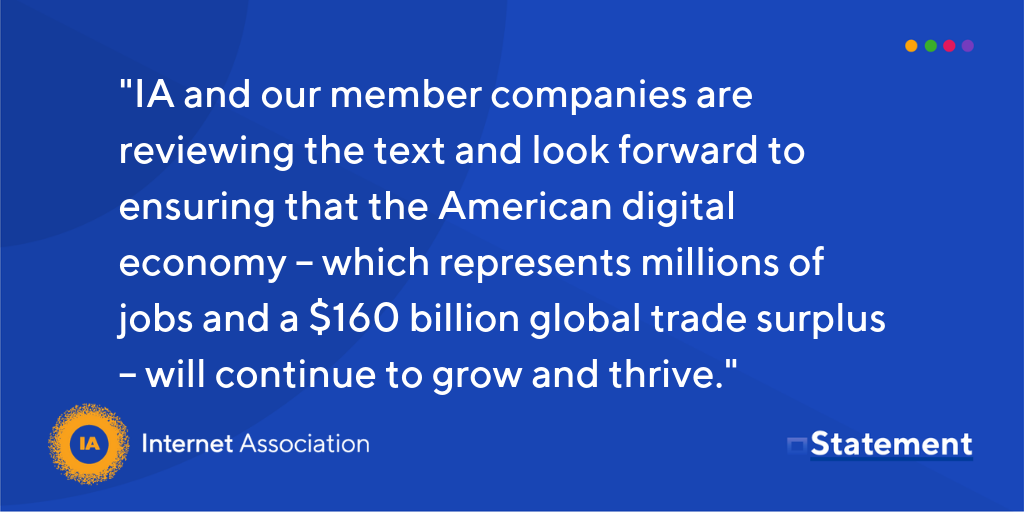 "IA and our member companies are
reviewing the text and look forward to
ensuring that the American digital
economy – which represents millions of
jobs and a $160 billion global trade surplus
– will continue to grow and thrive."
IA
Internet Association
Statement